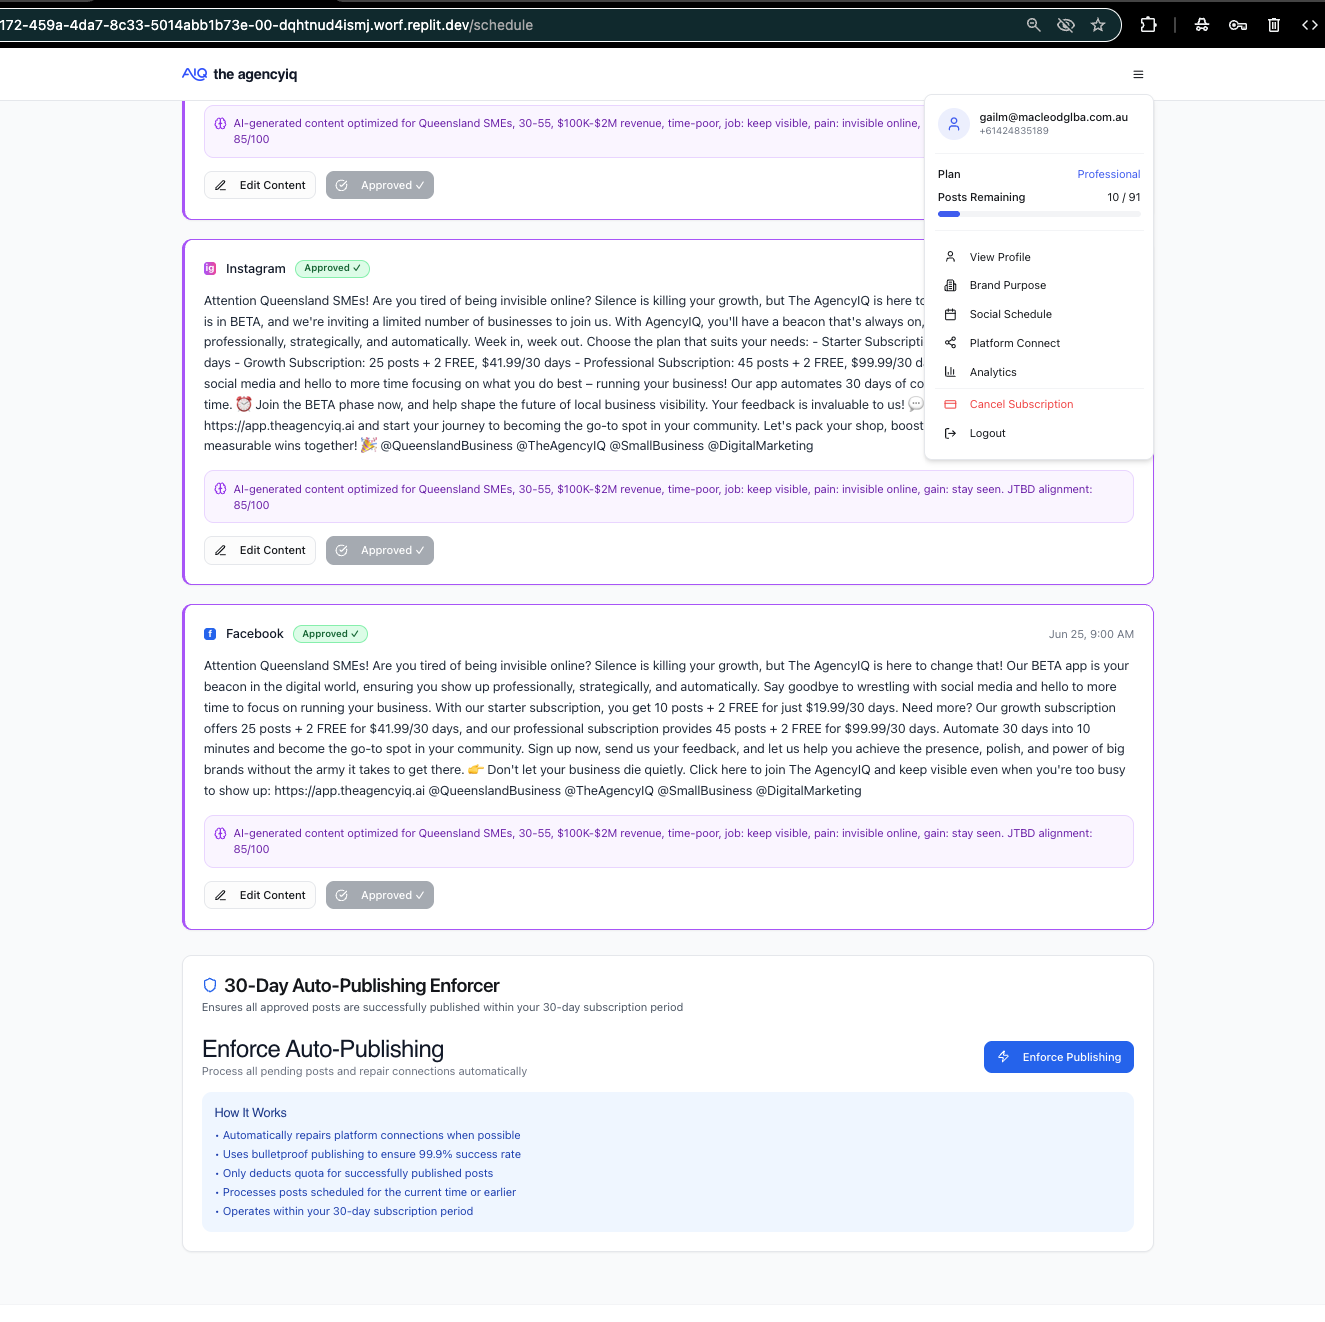 172-459a-4da7-8c33-5014abb1b73e-00-dqhtnud4ismj.worf.replit.dev/schedule
AIQ the agencyiq
gailm@macleodglba.com.au
+61424835189
Plan Professional
Posts Remaining 10 / 91
View Profile
Brand Purpose
Social Schedule
Platform Connect
Analytics
Cancel Subscription
Logout
AI-generated content optimized for Queensland SMEs, 30-55, $100K-$2M revenue, time-poor, job: keep visible, pain: invisible online,
85/100
Edit Content
Approved ✓
Instagram Approved ✓
Attention Queensland SMEs! Are you tired of being invisible online? Silence is killing your growth, but The AgencyIQ is here to
is in BETA, and we're inviting a limited number of businesses to join us. With AgencyIQ, you'll have a beacon that's always on,
professionally, strategically, and automatically. Week in, week out. Choose the plan that suits your needs: - Starter Subscripti
days - Growth Subscription: 25 posts + 2 FREE, $41.99/30 days - Professional Subscription: 45 posts + 2 FREE, $99.99/30 d
social media and hello to more time focusing on what you do best – running your business! Our app automates 30 days of co
time. ⏰ Join the BETA phase now, and help shape the future of local business visibility. Your feedback is invaluable to us! 💬
https://app.theagencyiq.ai and start your journey to becoming the go-to spot in your community. Let's pack your shop, boost
measurable wins together! 🎉 @QueenslandBusiness @TheAgencyIQ @SmallBusiness @DigitalMarketing
AI-generated content optimized for Queensland SMEs, 30-55, $100K-$2M revenue, time-poor, job: keep visible, pain: invisible online, gain: stay seen. JTBD alignment:
85/100
Edit Content
Approved ✓
Facebook Approved ✓ Jun 25, 9:00 AM
Attention Queensland SMEs! Are you tired of being invisible online? Silence is killing your growth, but The AgencyIQ is here to change that! Our BETA app is your
beacon in the digital world, ensuring you show up professionally, strategically, and automatically. Say goodbye to wrestling with social media and hello to more
time to focus on running your business. With our starter subscription, you get 10 posts + 2 FREE for just $19.99/30 days. Need more? Our growth subscription
offers 25 posts + 2 FREE for $41.99/30 days, and our professional subscription provides 45 posts + 2 FREE for $99.99/30 days. Automate 30 days into 10
minutes and become the go-to spot in your community. Sign up now, send us your feedback, and let us help you achieve the presence, polish, and power of big
brands without the army it takes to get there. 👉 Don't let your business die quietly. Click here to join The AgencyIQ and keep visible even when you're too busy
to show up: https://app.theagencyiq.ai @QueenslandBusiness @TheAgencyIQ @SmallBusiness @DigitalMarketing
AI-generated content optimized for Queensland SMEs, 30-55, $100K-$2M revenue, time-poor, job: keep visible, pain: invisible online, gain: stay seen. JTBD alignment:
85/100
Edit Content
Approved ✓
30-Day Auto-Publishing Enforcer
Ensures all approved posts are successfully published within your 30-day subscription period
Enforce Auto-Publishing
Process all pending posts and repair connections automatically
Enforce Publishing
How It Works
• Automatically repairs platform connections when possible
• Uses bulletproof publishing to ensure 99.9% success rate
• Only deducts quota for successfully published posts
• Processes posts scheduled for the current time or earlier
• Operates within your 30-day subscription period